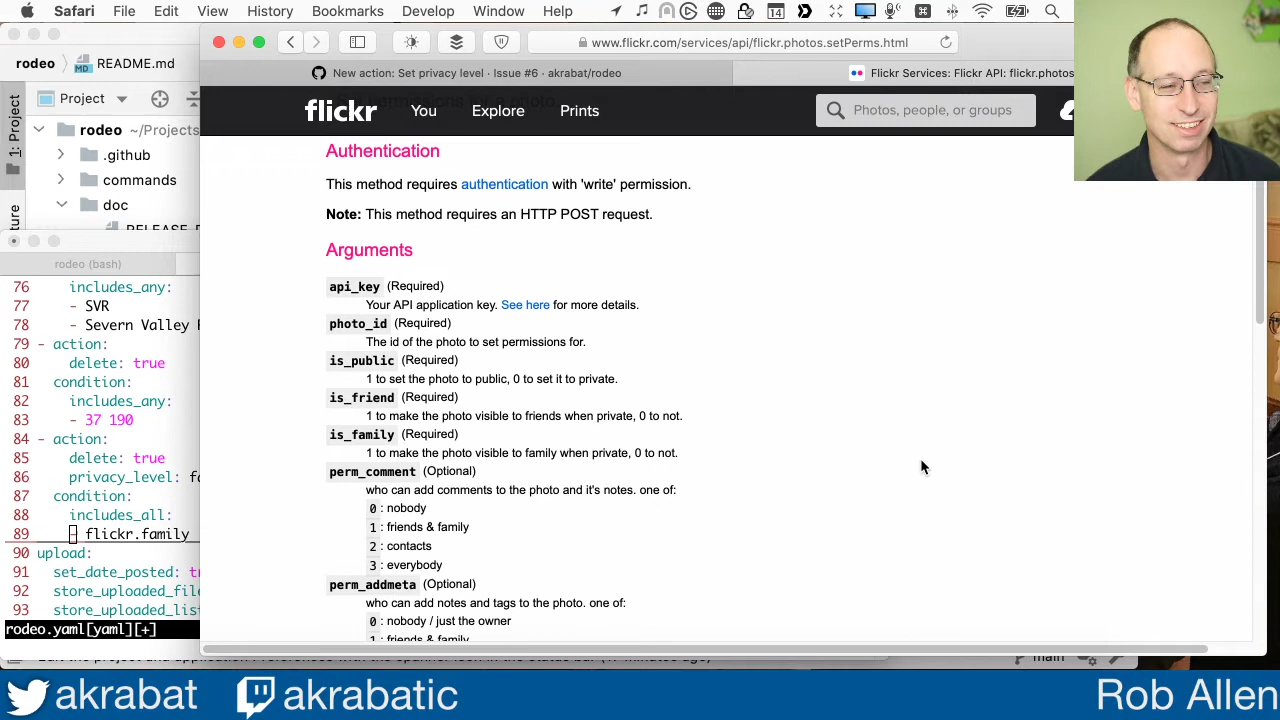 Safari File Edit View History Bookmarks Develop Window Help
14
rodeo README.md
www.flickr.com/services/api/flickr.photos.setPerms.html
New action: Set privacy level · Issue #6 · akrabat/rodeo
Flickr Services: Flickr API: flickr.photos
1: Project
Project
rodeo ~/Projects
.github
commands
doc
flickr You Explore Prints
Photos, people, or groups
Authentication
This method requires authentication with 'write' permission.
Note: This method requires an HTTP POST request.
Arguments
api_key (Required)
Your API application key. See here for more details.
photo_id (Required)
The id of the photo to set permissions for.
is_public (Required)
1 to set the photo to public, 0 to set it to private.
is_friend (Required)
1 to make the photo visible to friends when private, 0 to not.
is_family (Required)
1 to make the photo visible to family when private, 0 to not.
perm_comment (Optional)
who can add comments to the photo and it's notes. one of:
0: nobody
1: friends & family
2: contacts
3: everybody
perm_addmeta (Optional)
who can add notes and tags to the photo. one of:
0: nobody / just the owner
1: friends & family
rodeo (bash)
76 includes_any:
77 - SVR
78 - Severn Valley
79 - action:
80 delete: true
81 condition:
82 includes_any:
83 - 37 190
84 - action:
85 delete: true
86 privacy_level:
87 condition:
88 includes_all:
89 - flickr.family
90 upload:
91 set_date_posted:
92 store_uploaded_
93 store_uploaded_
rodeo.yaml[yaml][+]
main
akrabat akrabatic Rob Allen